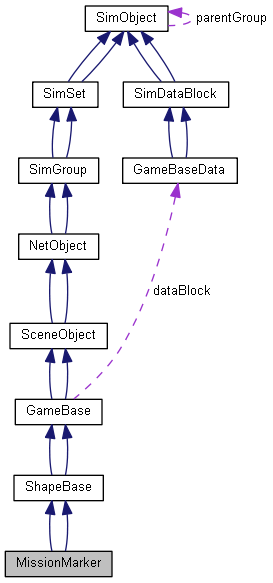 SimObject
parentGroup
SimSet
SimDataBlock
SimGroup
GameBaseData
NetObject
dataBlock
SceneObject
GameBase
ShapeBase
MissionMarker